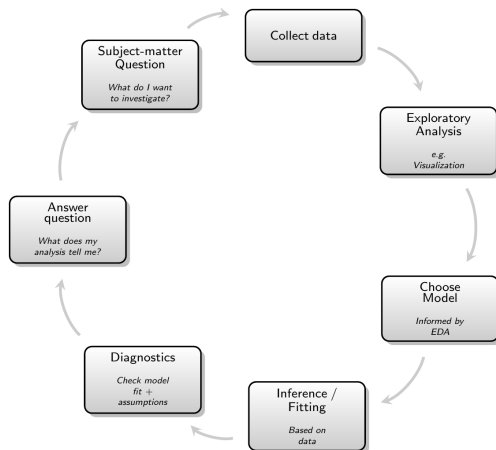 Collect data
Subject-matter
Question
What do I want
to investigate?
Exploratory
Analysis
e.g.
Visualization
Answer
question
What does my
analysis tell me?
Choose
Model
Informed by
EDA
Diagnostics
Check model
fit +
assumptions
Inference /
Fitting
Based on
data